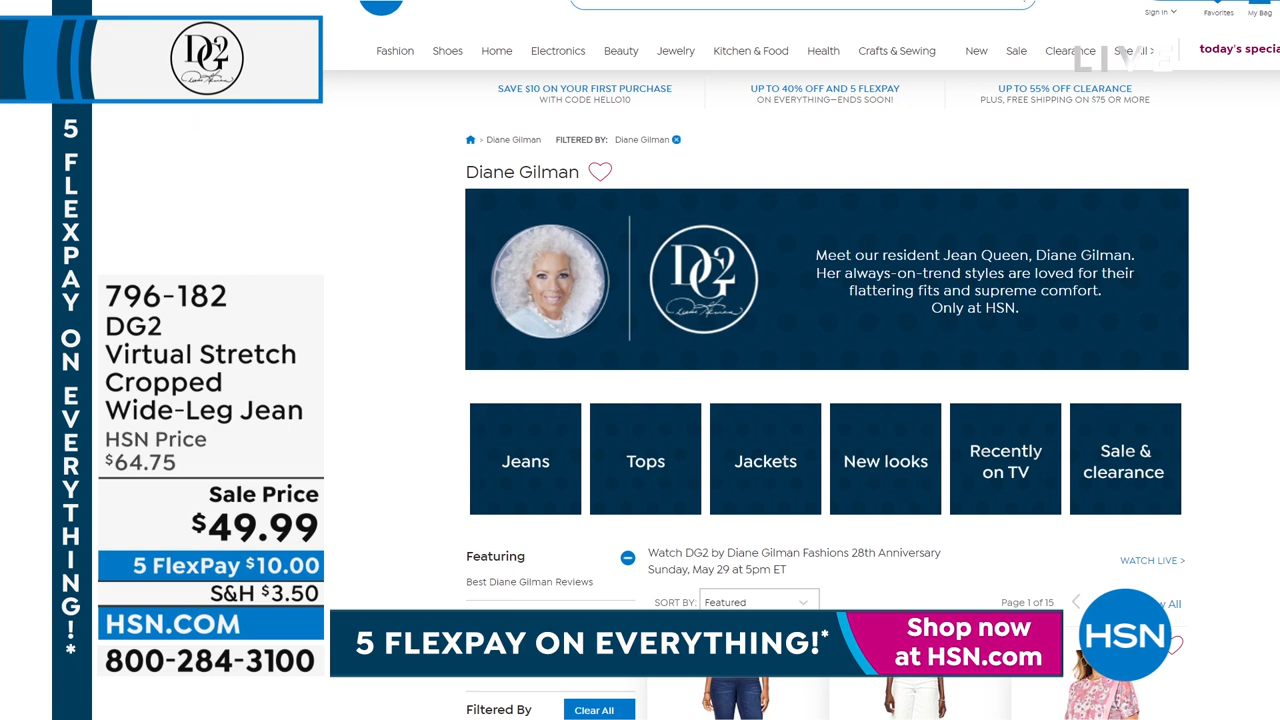 DG2
5 FLEXPAY ON EVERYTHING!*
796-182
DG2
Virtual Stretch
Cropped
Wide-Leg Jean
HSN Price
$64.75
Sale Price
$49.99
5 FlexPay $10.00
S&H $3.50
HSN.COM
800-284-3100
Sign In
Favorites
My Bag
Fashion Shoes Home Electronics Beauty Jewelry Kitchen & Food Health Crafts & Sewing New Sale Clearance See All >
today's specia
LIVE
SAVE $10 ON YOUR FIRST PURCHASE
WITH CODE HELLO10
UP TO 40% OFF AND 5 FLEXPAY
ON EVERYTHING—ENDS SOON!
UP TO 55% OFF CLEARANCE
PLUS, FREE SHIPPING ON $75 OR MORE
> Diane Gilman FILTERED BY: Diane Gilman
Diane Gilman
DG2
Meet our resident Jean Queen, Diane Gilman.
Her always-on-trend styles are loved for their
flattering fits and supreme comfort.
Only at HSN.
Jeans
Tops
Jackets
New looks
Recently
on TV
Sale &
clearance
Featuring
Best Diane Gilman Reviews
Watch DG2 by Diane Gilman Fashions 28th Anniversary
Sunday, May 29 at 5pm ET
WATCH LIVE >
SORT BY: Featured
Page 1 of 15
All
5 FLEXPAY ON EVERYTHING!*
Shop now
at HSN.com
HSN
Filtered By
Clear All